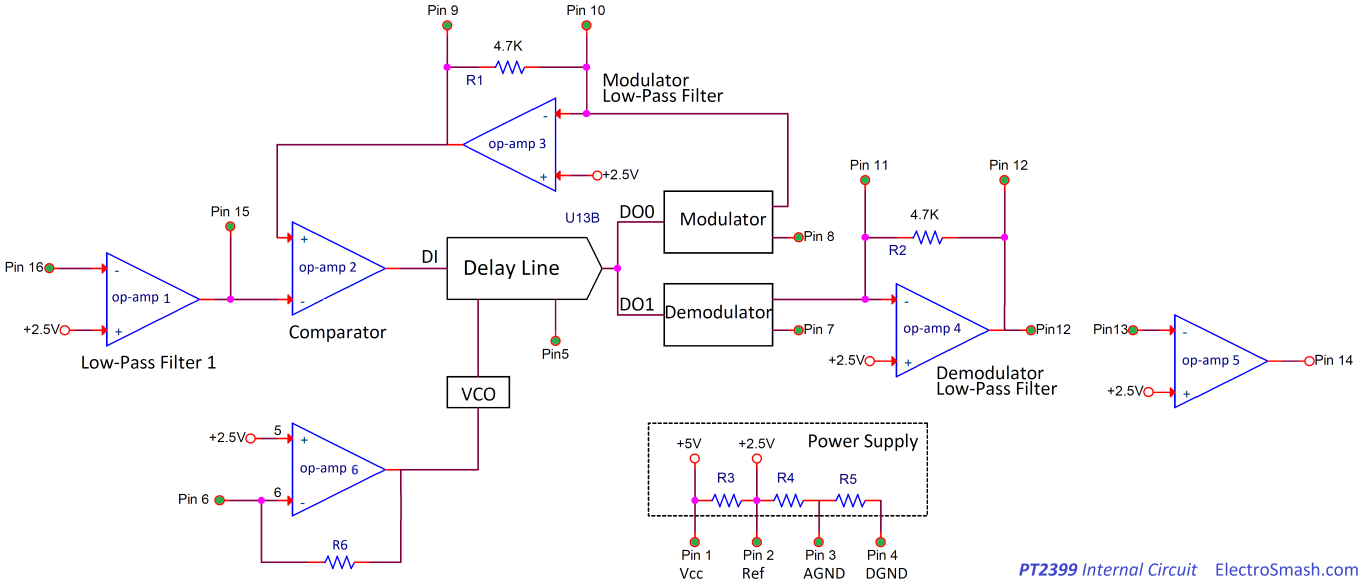 Pin 9
Pin 10
4.7K
R1
Modulator
Low-Pass Filter
-
op-amp 3
+
+2.5V
Pin 11
Pin 12
Pin 15
U13B
DO0
Modulator
Pin 8
4.7K
R2
+
op-amp 2
-
Comparator
DI
Delay Line
Pin 16
-
op-amp 1
+2.5V
+
Low-Pass Filter 1
Pin5
DO1
Demodulator
Pin 7
-
op-amp 4
+2.5V
+
Pin12
Demodulator
Low-Pass Filter
Pin13
-
op-amp 5
Pin 14
+2.5V
+
VCO
+2.5V
5
+
op-amp 6
Pin 6
6
-
R6
Power Supply
+5V
+2.5V
R3
R4
R5
Pin 1
Pin 2
Pin 3
Pin 4
Vcc
Ref
AGND
DGND
PT2399 Internal Circuit ElectroSmash.com